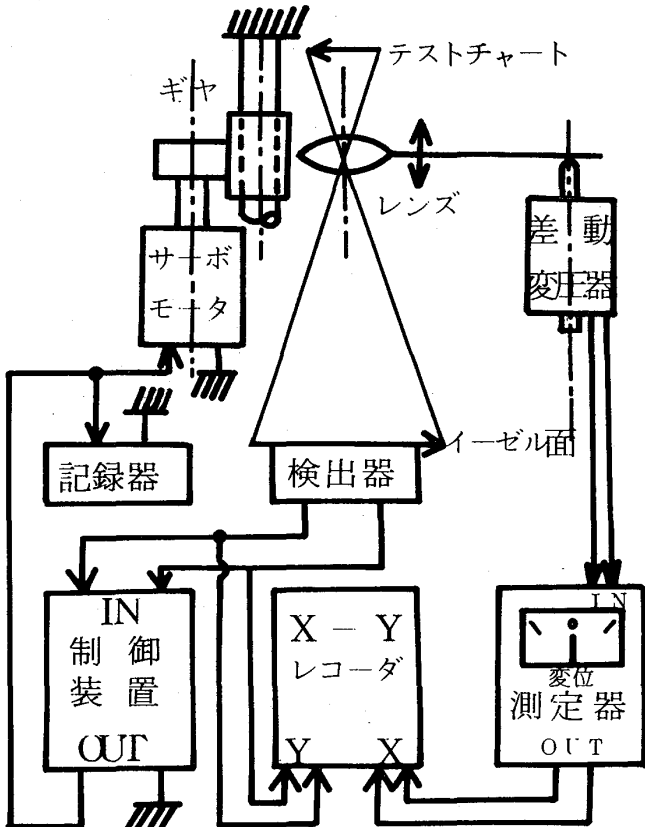 テストチャート
ギヤ
レンズ
差動
変圧器
サーボ
モータ
イーゼル面
記録器
検出器
IN
制御
装置
OUT
X－Y
レコーダ
Y X
IN
変位
測定器
OUT